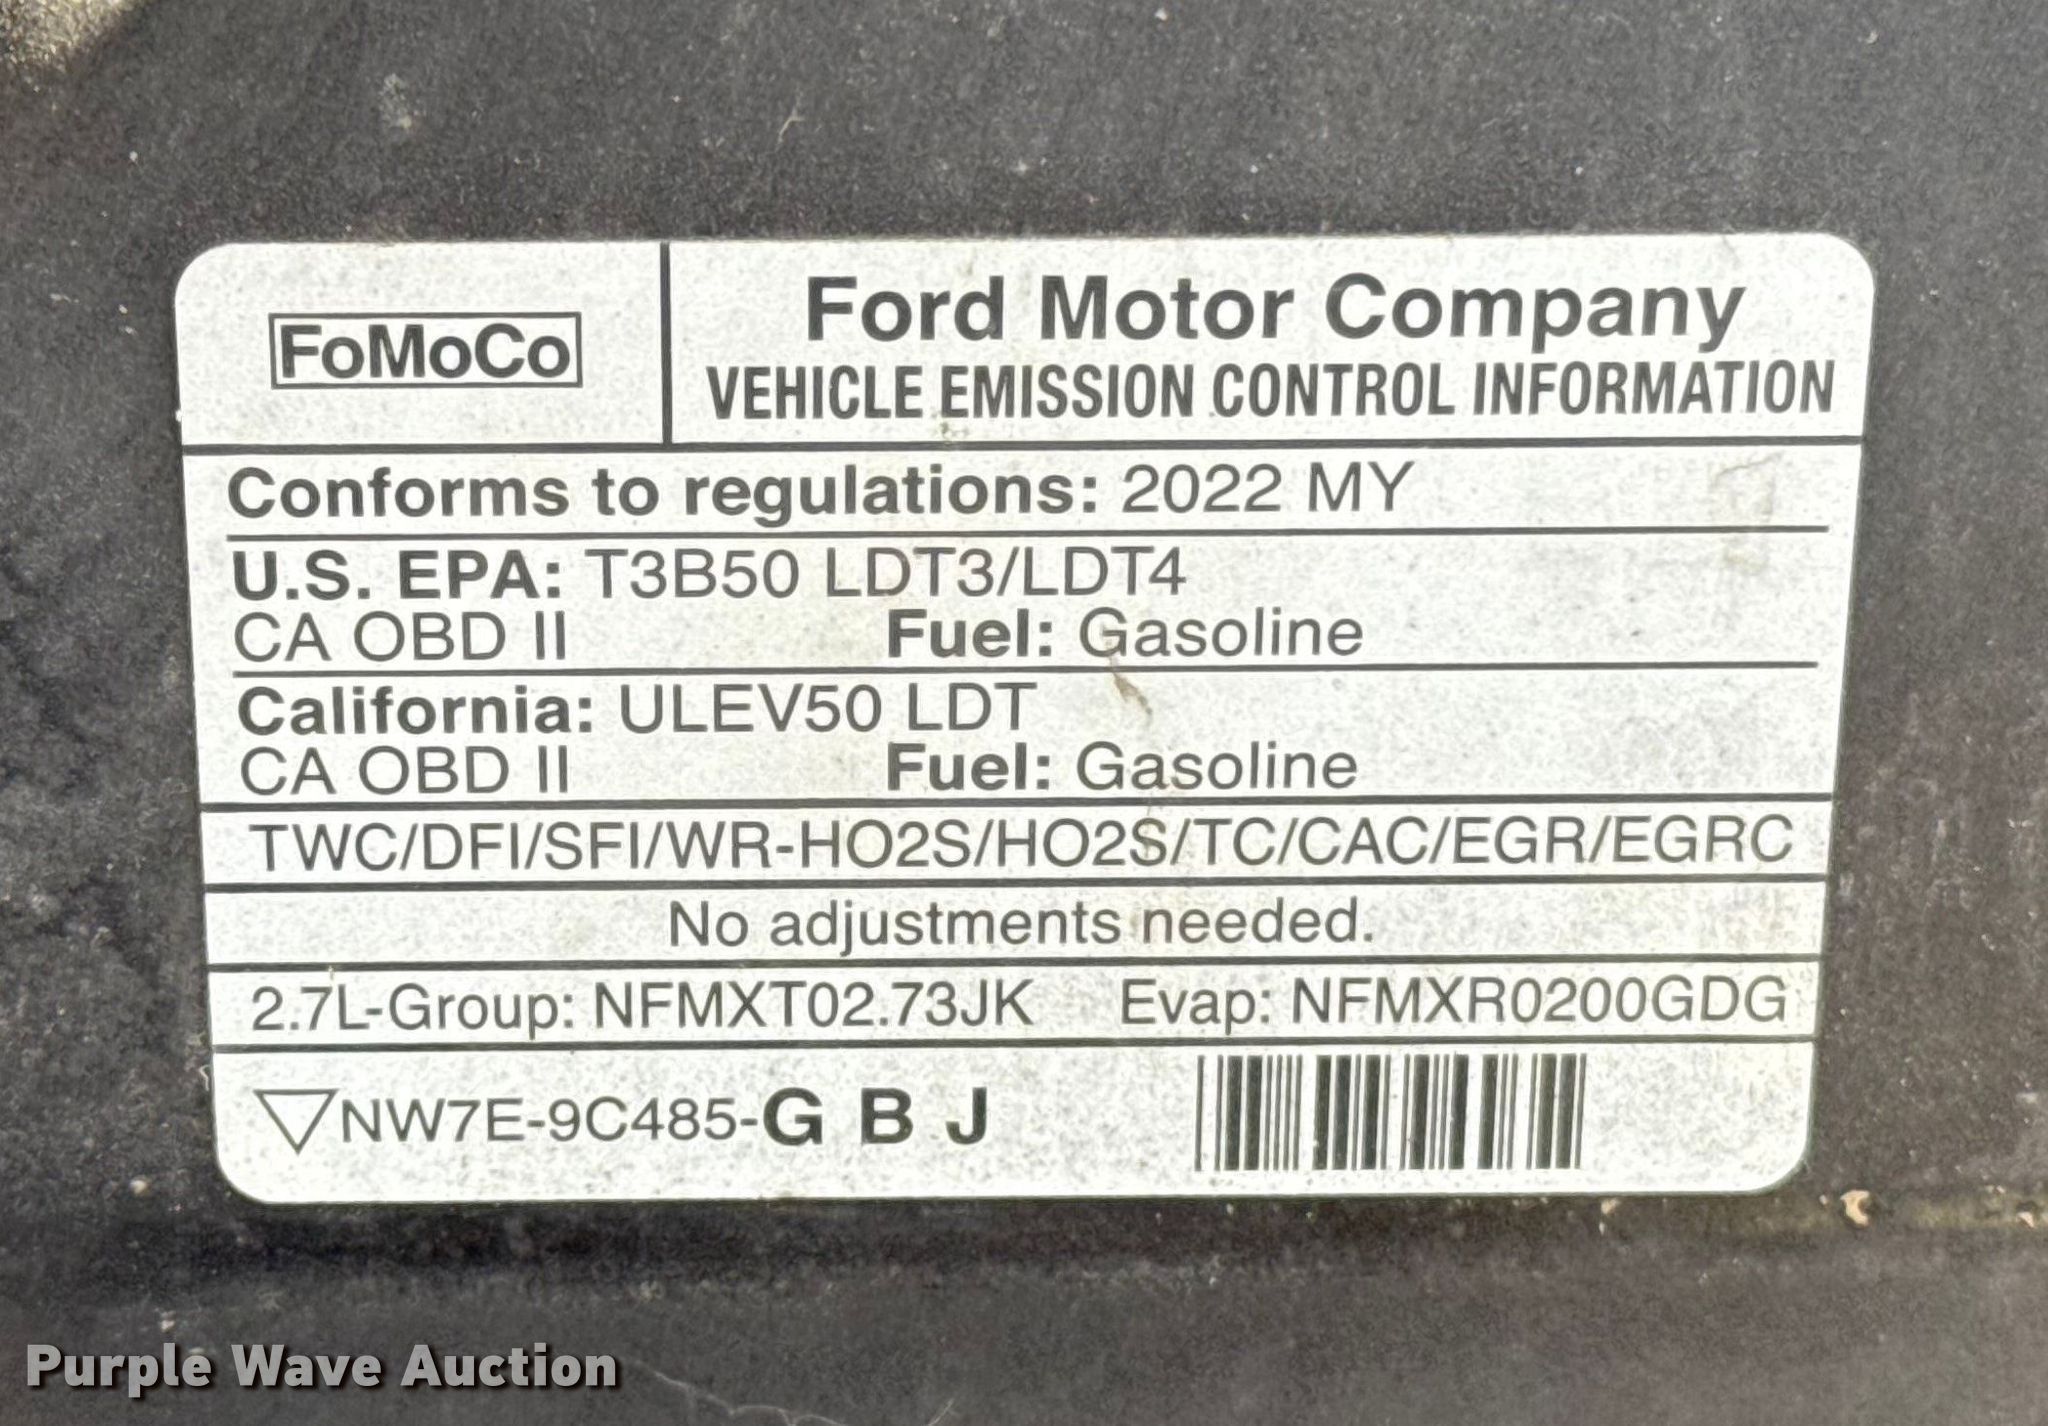 FoMoCo
Ford Motor Company
VEHICLE EMISSION CONTROL INFORMATION
Conforms to regulations: 2022 MY
U.S. EPA: T3B50 LDT3/LDT4
CA OBD II Fuel: Gasoline
California: ULEV50 LDT
CA OBD II Fuel: Gasoline
TWC/DFI/SFI/WR-HO2S/HO2S/TC/CAC/EGR/EGRC
No adjustments needed.
2.7L-Group: NFMXT02.73JK Evap: NFMXR0200GDG
NW7E-9C485-G B J
Purple Wave Auction